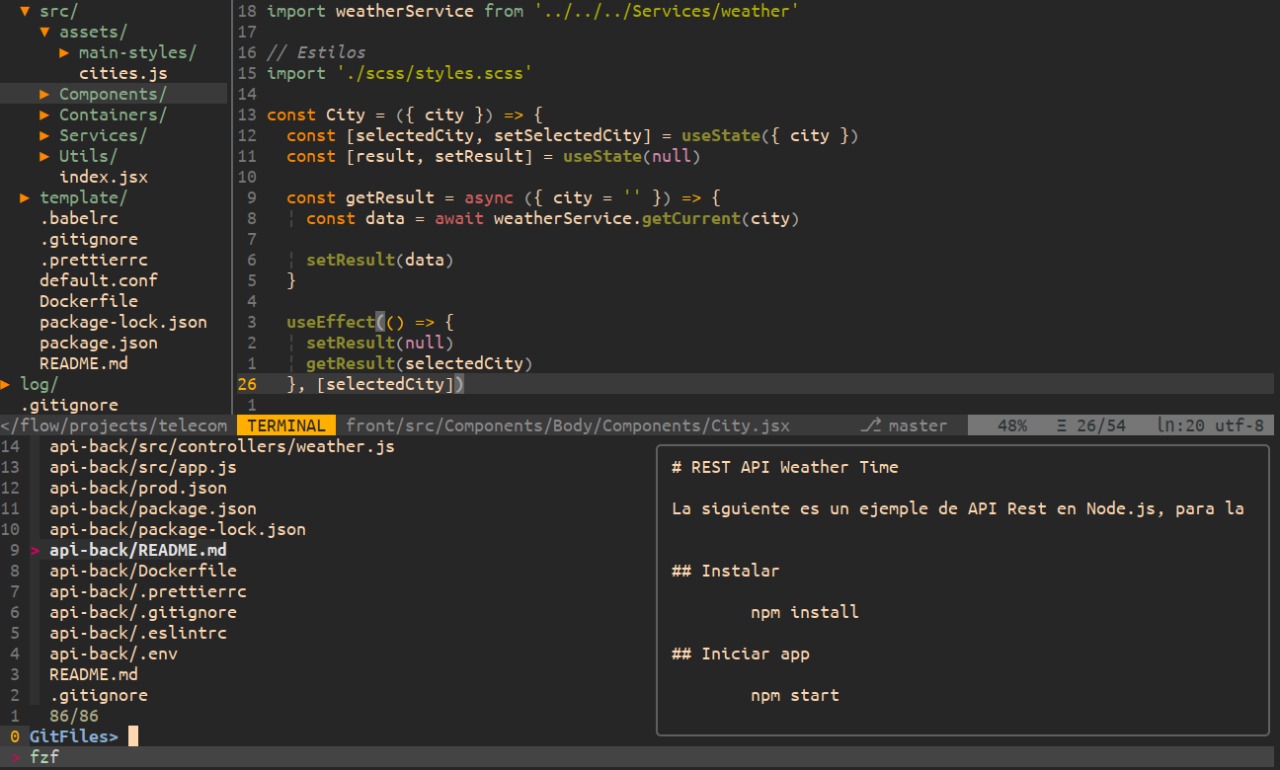 ▼ src/
▼ assets/
▶ main-styles/
cities.js
▶ Components/
▶ Containers/
▶ Services/
▶ Utils/
index.jsx
▶ template/
.babelrc
.gitignore
.prettierrc
default.conf
Dockerfile
package-lock.json
package.json
README.md
▶ log/
.gitignore
</flow/projects/telecom
18 import weatherService from '../../../Services/weather'
17
16 // Estilos
15 import './scss/styles.scss'
14
13 const City = ({ city }) => {
12   const [selectedCity, setSelectedCity] = useState({ city })
11   const [result, setResult] = useState(null)
10
9   const getResult = async ({ city = '' }) => {
8   ¦ const data = await weatherService.getCurrent(city)
7
6   ¦ setResult(data)
5   }
4
3   useEffect(() => {
2   ¦ setResult(null)
1   ¦ getResult(selectedCity)
26   }, [selectedCity])
1
TERMINAL front/src/Components/Body/Components/City.jsx master 48% Ξ 26/54 ln:20 utf-8
14 api-back/src/controllers/weather.js
13 api-back/src/app.js
12 api-back/prod.json
11 api-back/package.json
10 api-back/package-lock.json
9 > api-back/README.md
8 api-back/Dockerfile
7 api-back/.prettierrc
6 api-back/.gitignore
5 api-back/.eslintrc
4 api-back/.env
3 README.md
2 .gitignore
1 86/86
0 GitFiles>
> fzf
# REST API Weather Time
La siguiente es un ejemplo de API Rest en Node.js, para la
## Instalar
npm install
## Iniciar app
npm start